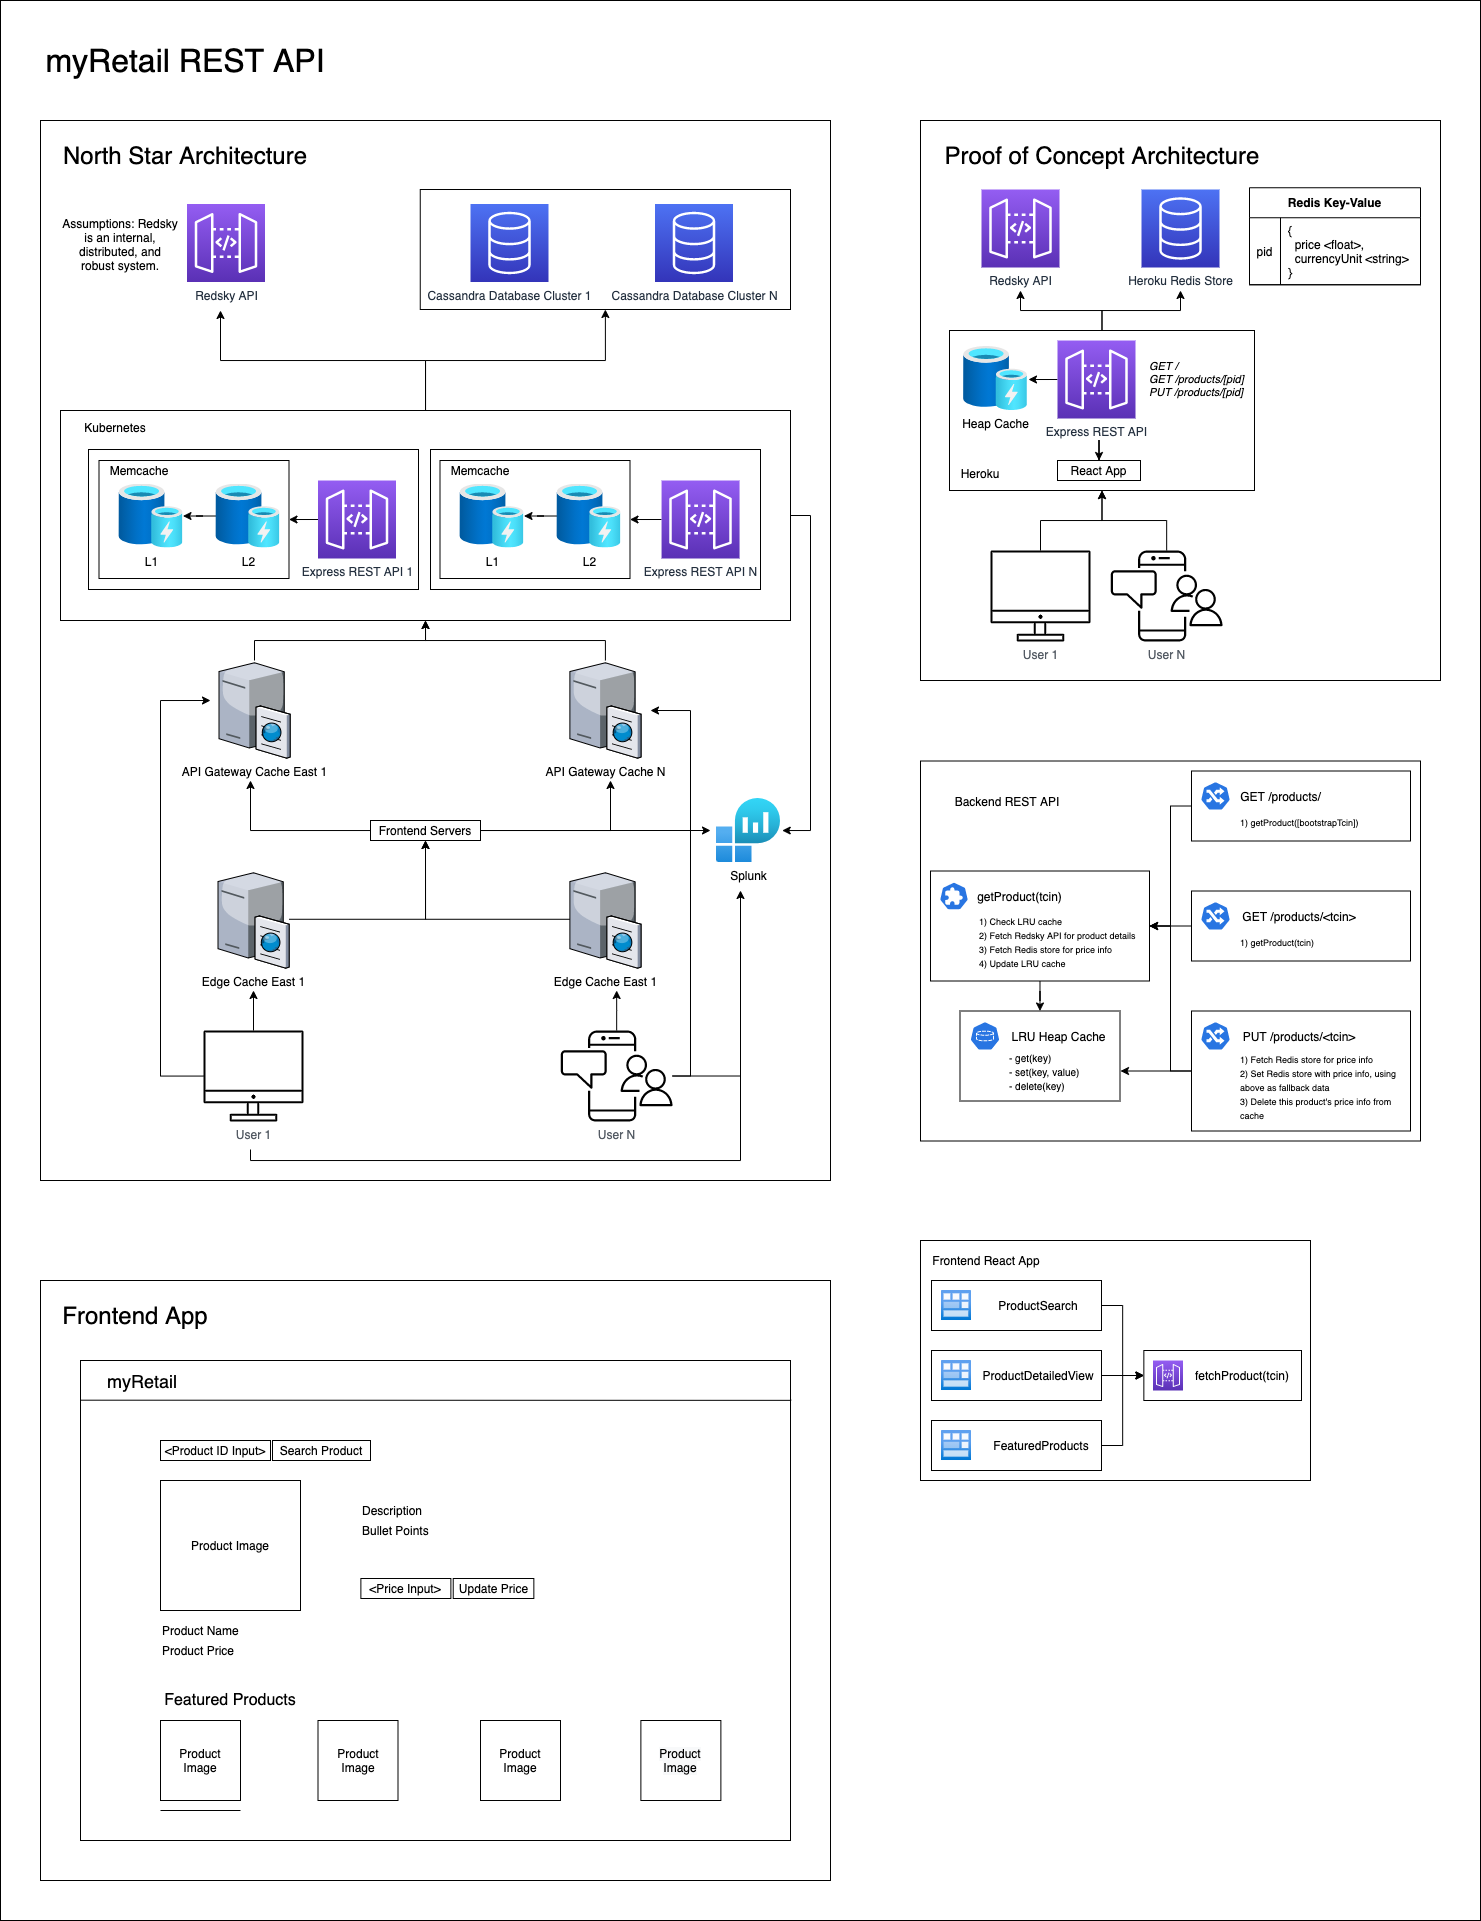 myRetail REST API
North Star Architecture
Assumptions: Redsky
is an internal,
distributed, and
robust system.
Redsky API
Cassandra Database Cluster 1
Cassandra Database Cluster N
Kubernetes
Memcache
L1
L2
Express REST API 1
Memcache
L1
L2
Express REST API N
API Gateway Cache East 1
API Gateway Cache N
Frontend Servers
Splunk
Edge Cache East 1
Edge Cache East 1
User 1
User N
Proof of Concept Architecture
Redsky API
Heroku Redis Store
Redis Key-Value
pid
{
price <float>,
currencyUnit <string>
}
Heap Cache
Express REST API
GET /
GET /products/[pid]
PUT /products/[pid]
Heroku
React App
User 1
User N
Backend REST API
GET /products/
1) getProduct([bootstrapTcin])
getProduct(tcin)
1) Check LRU cache
2) Fetch Redsky API for product details
3) Fetch Redis store for price info
4) Update LRU cache
GET /products/<tcin>
1) getProduct(tcin)
LRU Heap Cache
- get(key)
- set(key, value)
- delete(key)
PUT /products/<tcin>
1) Fetch Redis store for price info
2) Set Redis store with price info, using
above as fallback data
3) Delete this product's price info from
cache
Frontend React App
ProductSearch
ProductDetailedView
FeaturedProducts
fetchProduct(tcin)
Frontend App
myRetail
<Product ID Input>
Search Product
Product Image
Description
Bullet Points
<Price Input>
Update Price
Product Name
Product Price
Featured Products
Product
Image
Product
Image
Product
Image
Product
Image